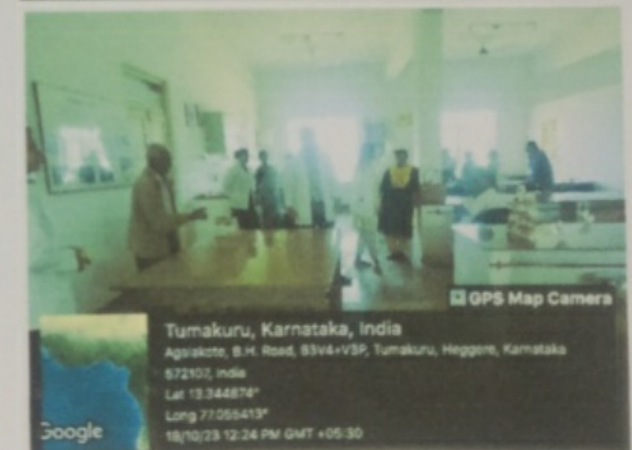 GPS Map Camera
Tumakuru, Karnataka, India
Agalakote, B.H. Road, 83V4+V3P, Tumakuru, Heggere, Karnataka
572107, India
Lat 13.344874°
Long 77.055413°
18/10/23 12:24 PM GMT +05:30
Google